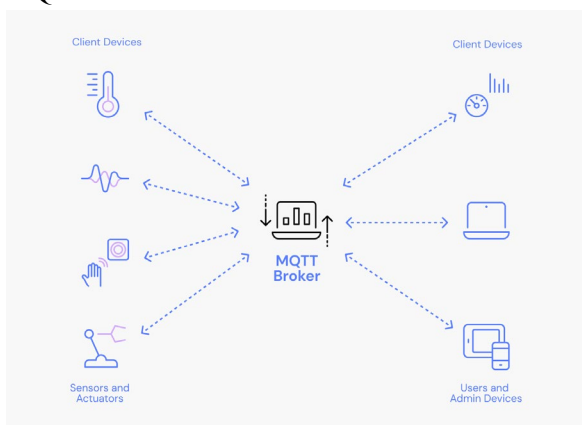 Client Devices
Client Devices
MQTT
Broker
Sensors and
Actuators
Users and
Admin Devices